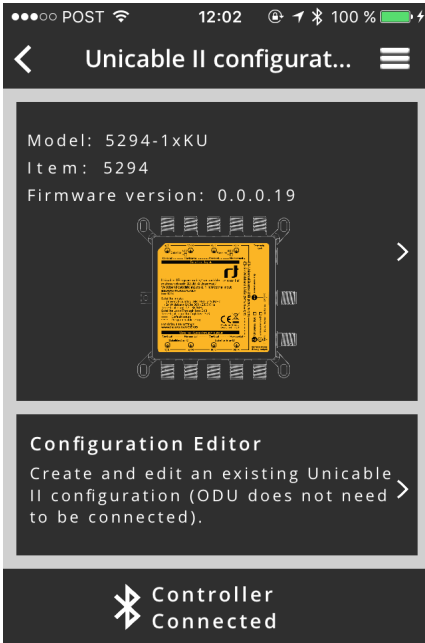 POST 12:02 100 %
Unicable II configurat...
Model: 5294-1xKU
Item: 5294
Firmware version: 0.0.0.19
Configuration Editor
Create and edit an existing Unicable
II configuration (ODU does not need
to be connected).
Controller
Connected